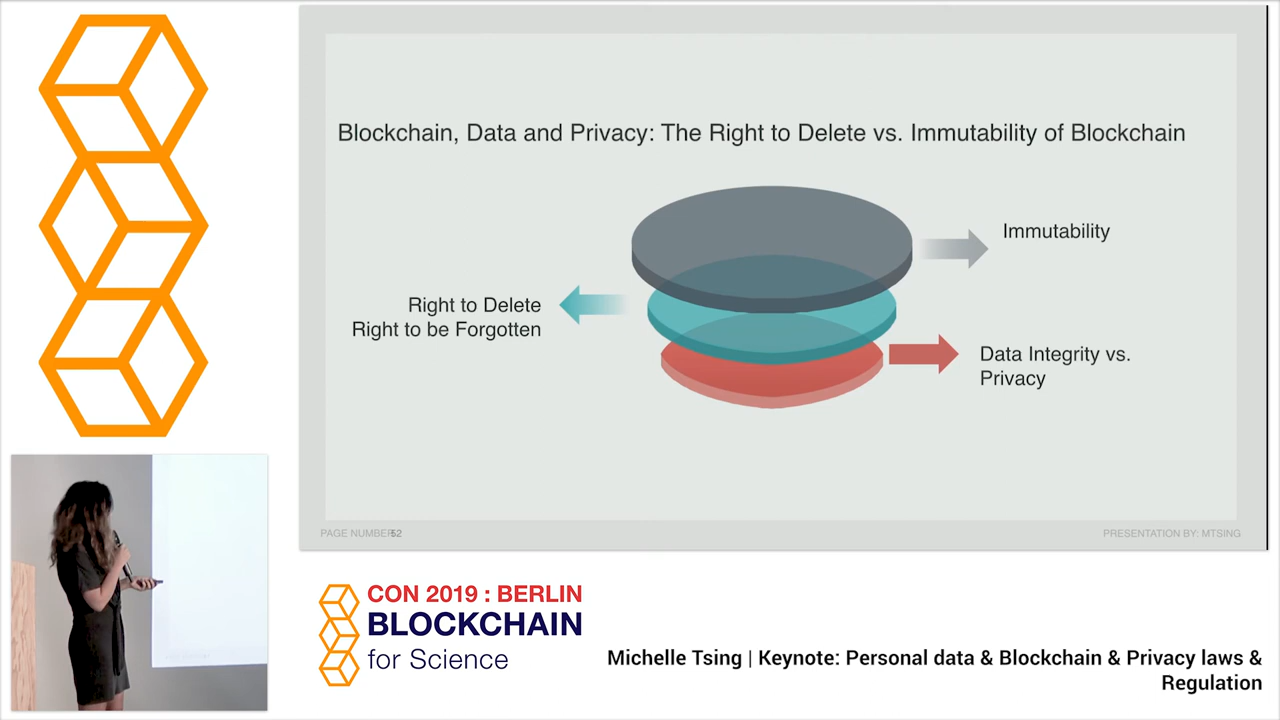 Blockchain, Data and Privacy: The Right to Delete vs. Immutability of Blockchain
Immutability
Right to Delete
Right to be Forgotten
Data Integrity vs.
Privacy
PAGE NUMBER52
PRESENTATION BY: MTSING
CON 2019 : BERLIN
BLOCKCHAIN
for Science
Michelle Tsing | Keynote: Personal data & Blockchain & Privacy laws &
Regulation